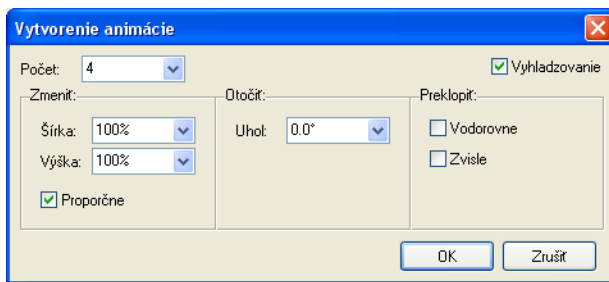 Vytvorenie animácie
Počet: 4
Vyhladzovanie
Zmeniť: Otočiť: Preklopiť:
Šírka: 100% Uhol: 0.0° Vodorovne
Výška: 100% Zvisle
Proporčne
OK Zrušiť